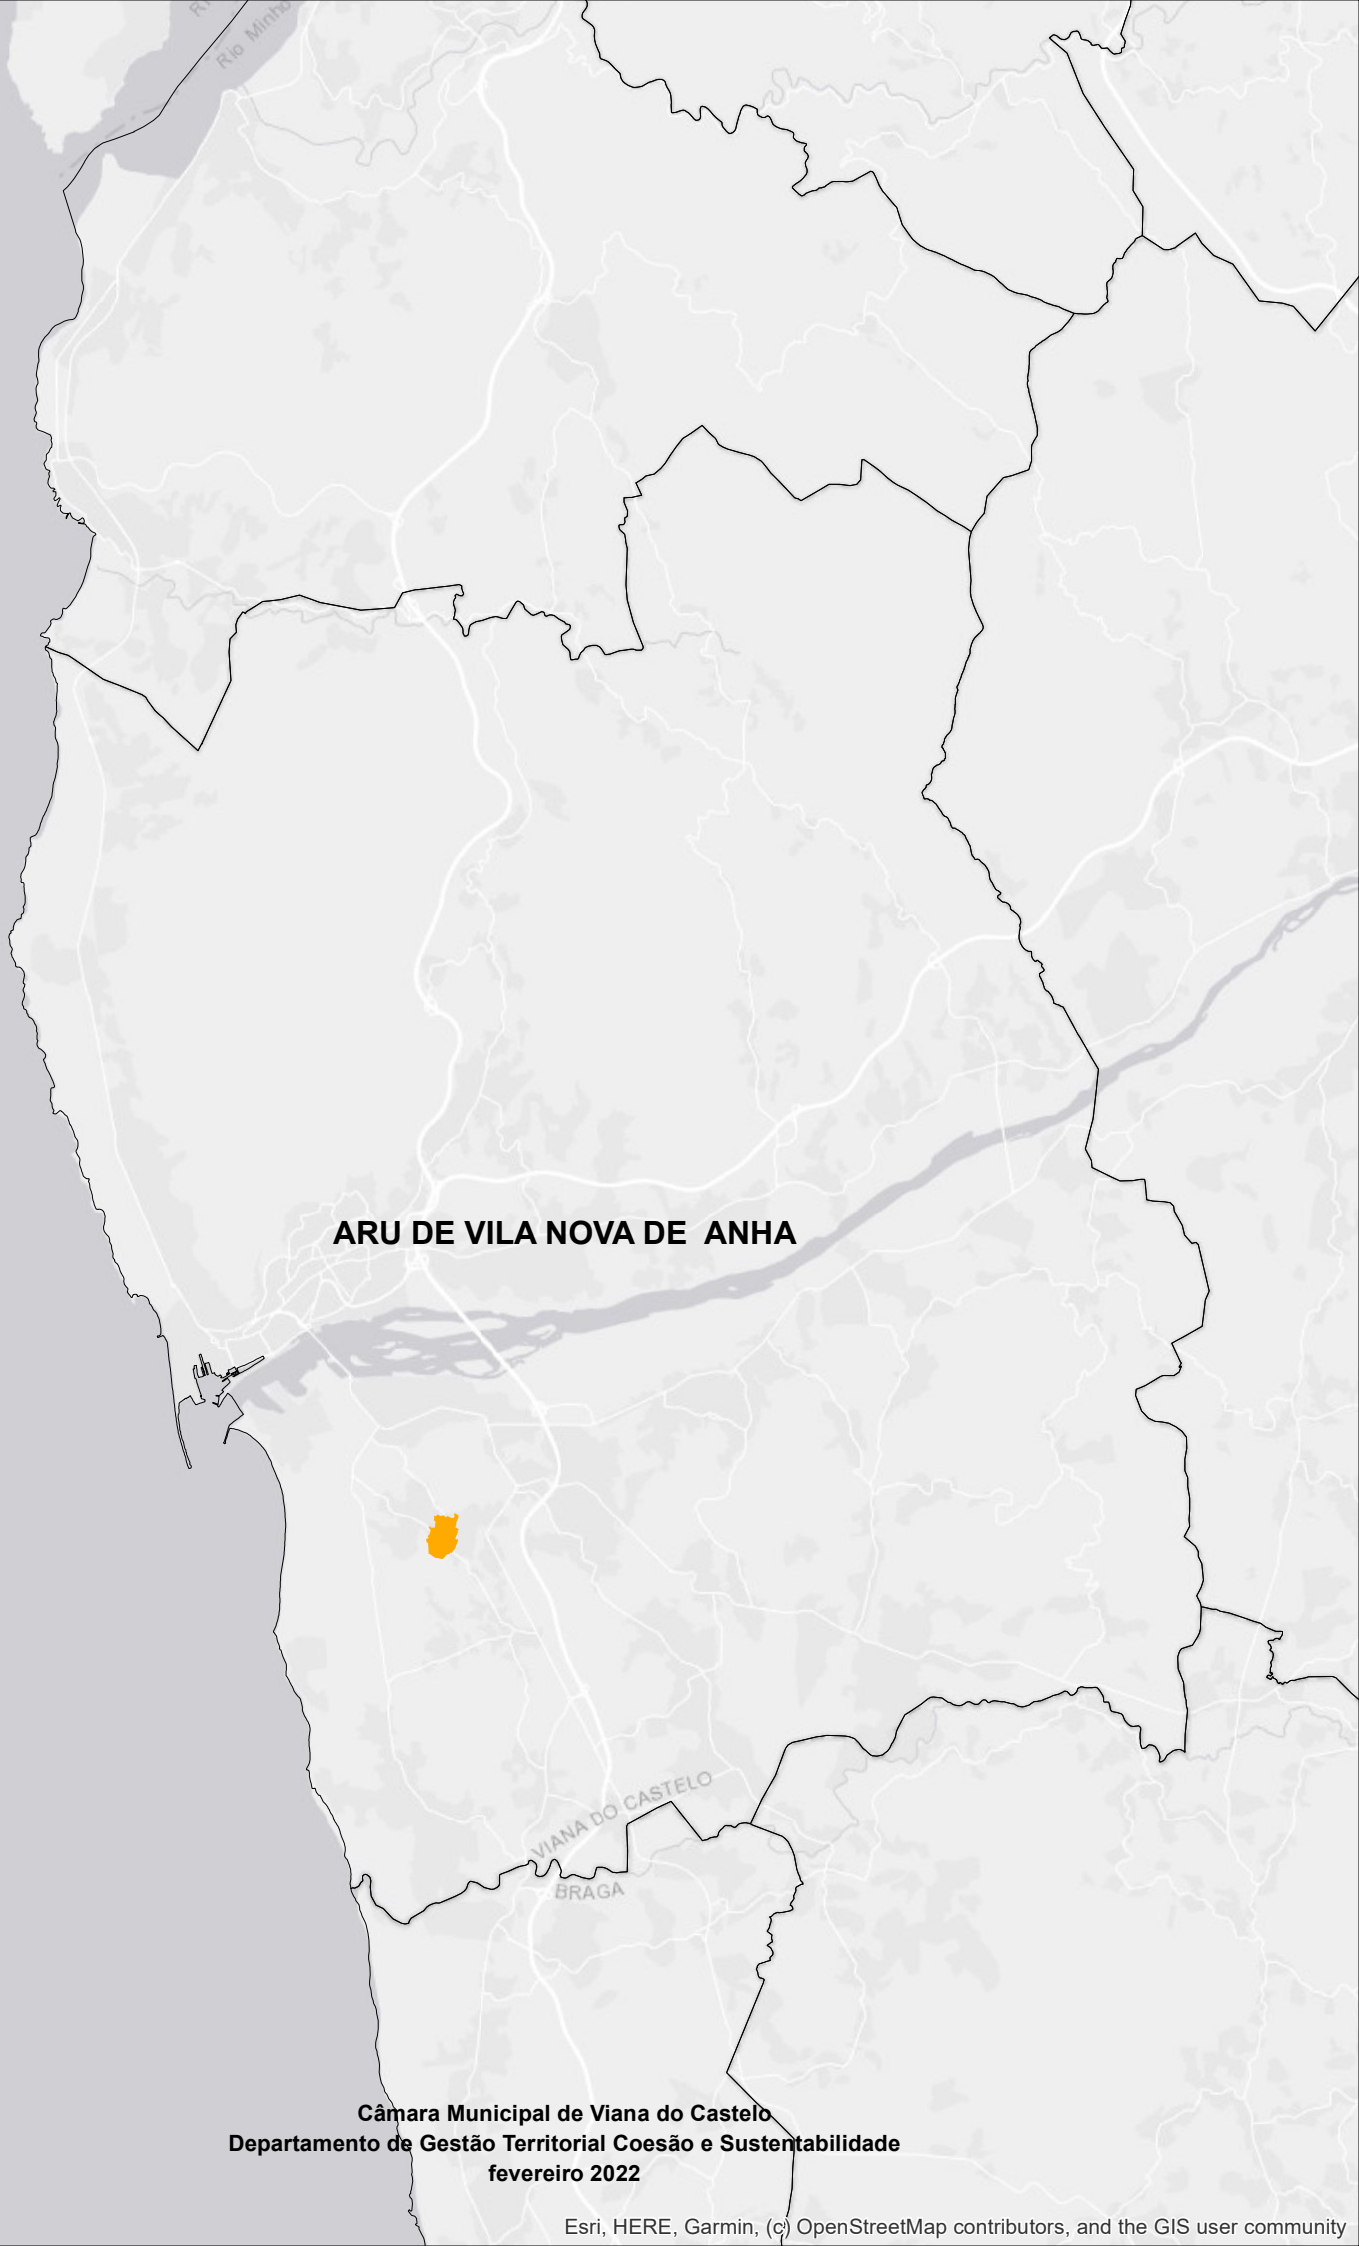 Rio Minho
ARU DE VILA NOVA DE  ANHA
VIANA DO CASTELO
BRAGA
Câmara Municipal de Viana do Castelo
Departamento de Gestão Territorial Coesão e Sustentabilidade
fevereiro 2022
Esri, HERE, Garmin, (c) OpenStreetMap contributors, and the GIS user community